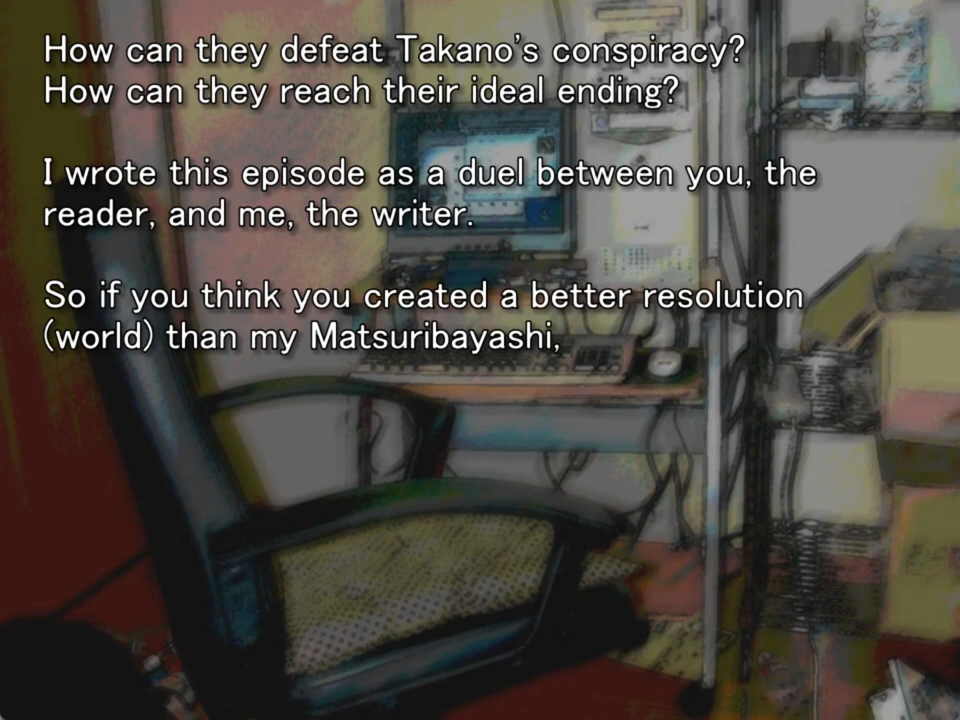 How can they defeat Takano's conspiracy?
How can they reach their ideal ending?
I wrote this episode as a duel between you, the
reader, and me, the writer.
So if you think you created a better resolution
(world) than my Matsuribayashi,